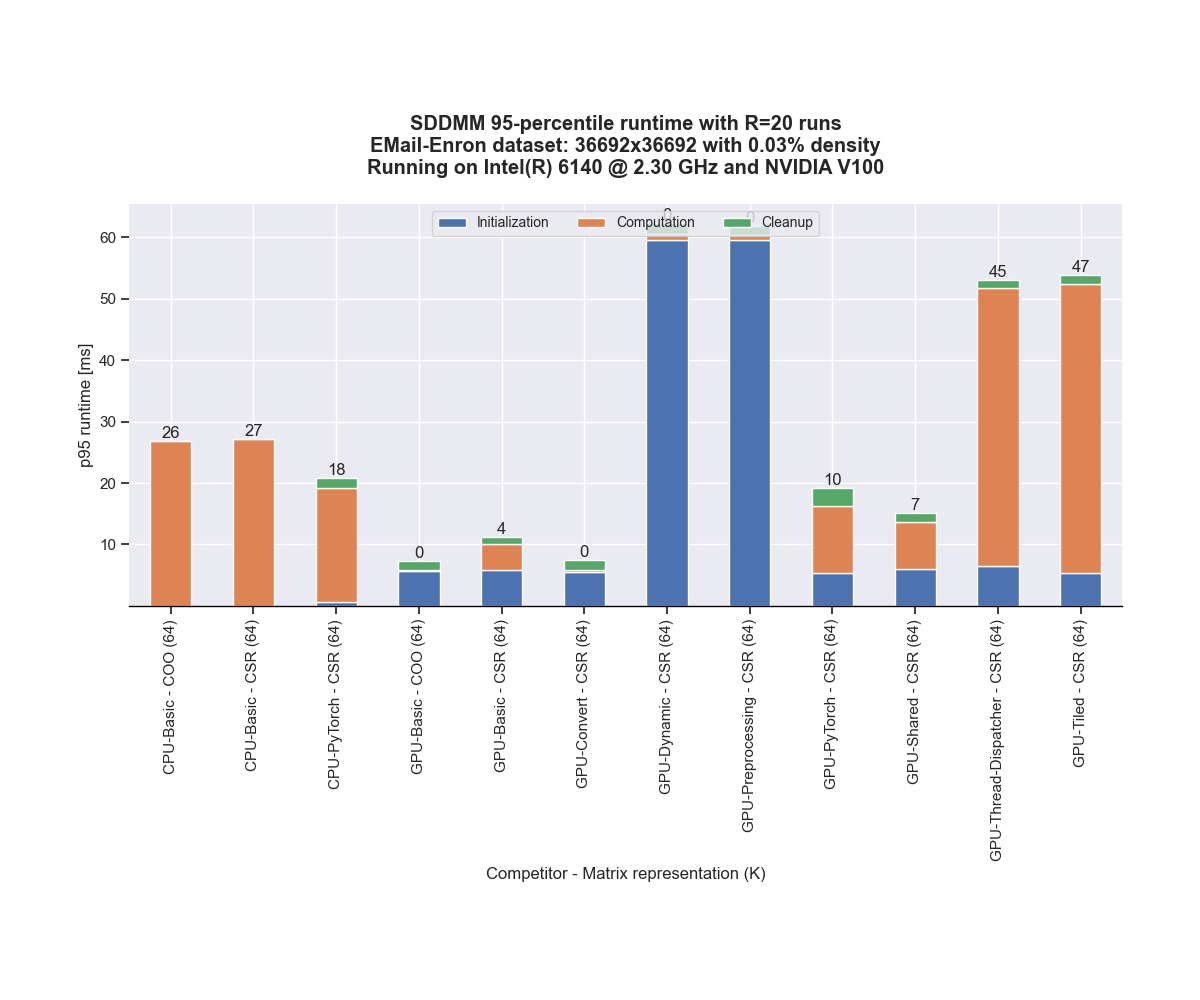 SDDMM 95-percentile runtime with R=20 runs
EMail-Enron dataset: 36692x36692 with 0.03% density
Running on Intel(R) 6140 @ 2.30 GHz and NVIDIA V100
Initialization Computation Cleanup
0 0
60
50
40
30
20
10
p95 runtime [ms]
26 27 18 0 4 0 10 7 45 47
CPU-Basic - COO (64)
CPU-Basic - CSR (64)
CPU-PyTorch - CSR (64)
GPU-Basic - COO (64)
GPU-Basic - CSR (64)
GPU-Convert - CSR (64)
GPU-Dynamic - CSR (64)
GPU-Preprocessing - CSR (64)
GPU-PyTorch - CSR (64)
GPU-Shared - CSR (64)
GPU-Thread-Dispatcher - CSR (64)
GPU-Tiled - CSR (64)
Competitor - Matrix representation (K)